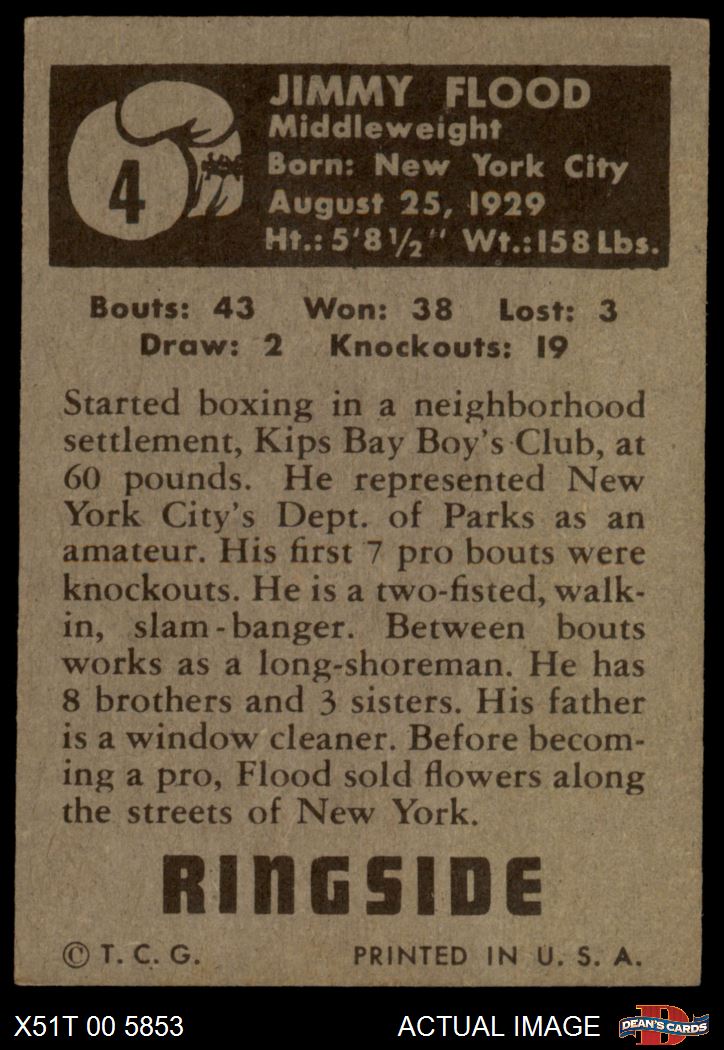 JIMMY FLOOD
Middleweight
Born: New York City
August 25, 1929
Ht.: 5'8½" Wt.: 158 Lbs.
4
Bouts: 43 Won: 38 Lost: 3
Draw: 2 Knockouts: 19
Started boxing in a neighborhood
settlement, Kips Bay Boy's Club, at
60 pounds. He represented New
York City's Dept. of Parks as an
amateur. His first 7 pro bouts were
knockouts. He is a two-fisted, walk-
in, slam-banger. Between bouts
works as a long-shoreman. He has
8 brothers and 3 sisters. His father
is a window cleaner. Before becom-
ing a pro, Flood sold flowers along
the streets of New York.
RINGSIDE
© T. C. G. PRINTED IN U. S. A.
X51T 00 5853 ACTUAL IMAGE D DEAN'S CARDS